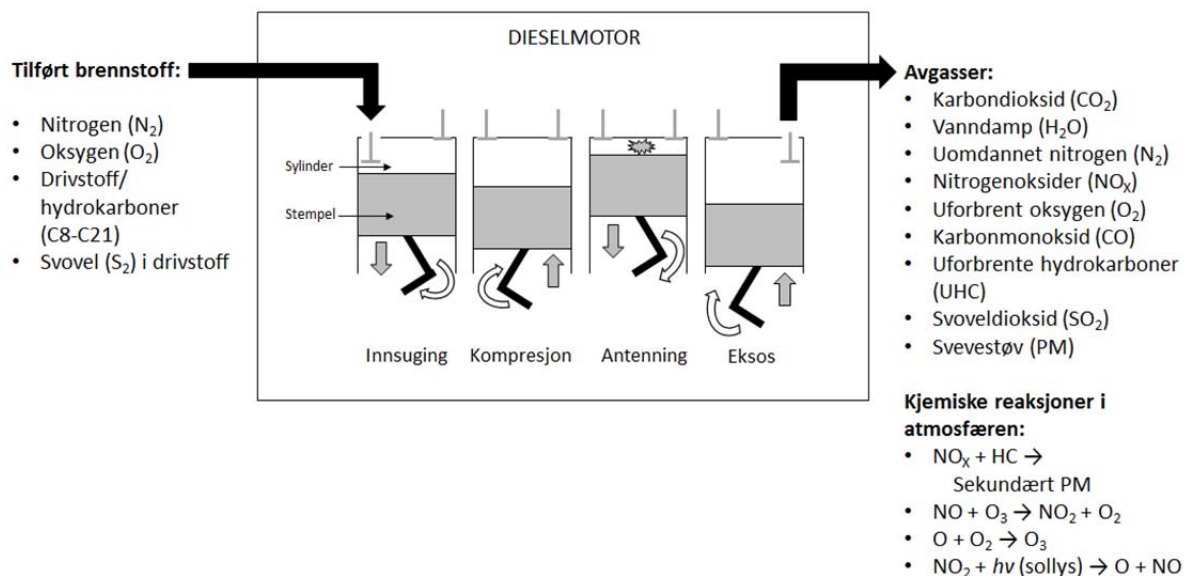 DIESELMOTOR
Tilført brennstoff:
• Nitrogen (N₂)
• Oksygen (O₂)
• Drivstoff/
hydrokarboner
(C8-C21)
• Svovel (S₂) i drivstoff
Sylinder
Stempel
Innsuging
Kompresjon
Antenning
Eksos
Avgasser:
• Karbondioksid (CO₂)
• Vanndamp (H₂O)
• Uomdannet nitrogen (N₂)
• Nitrogenoksider (NOₓ)
• Uforbrent oksygen (O₂)
• Karbonmonoksid (CO)
• Uforbrente hydrokarboner
(UHC)
• Svoveldioksid (SO₂)
• Svevestøv (PM)
Kjemiske reaksjoner i
atmosfæren:
• NOₓ + HC →
Sekundært PM
• NO + O₃ → NO₂ + O₂
• O + O₂ → O₃
• NO₂ + hv (sollys) → O + NO